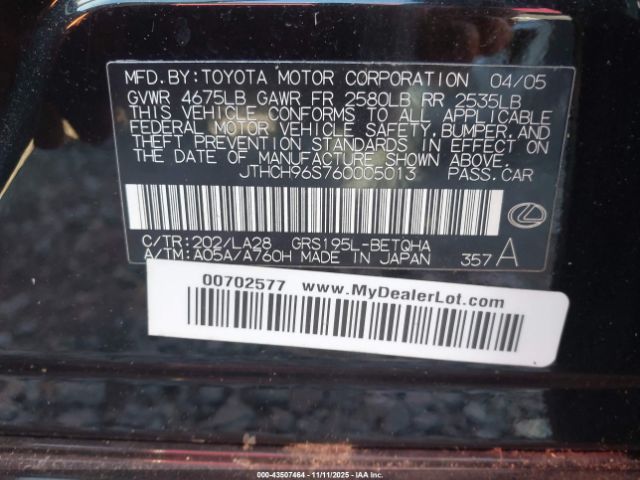 MFD. BY: TOYOTA MOTOR CORPORATION 04/05
GVWR 4675LB GAWR FR 2580LB RR 2535LB
THIS VEHICLE CONFORMS TO ALL APPLICABLE
FEDERAL MOTOR VEHICLE SAFETY, BUMPER, AND
THEFT PREVENTION STANDARDS IN EFFECT ON
THE DATE OF MANUFACTURE SHOWN ABOVE.
JTHCH96S760005013 PASS. CAR
C/TR: 202/LA28 GRS195L-BETQHA
A/TM: A05A/A760H MADE IN JAPAN 357 A
00702577 www.MyDealerLot.com
000-43507464 - 11/11/2025 - IAAI.com